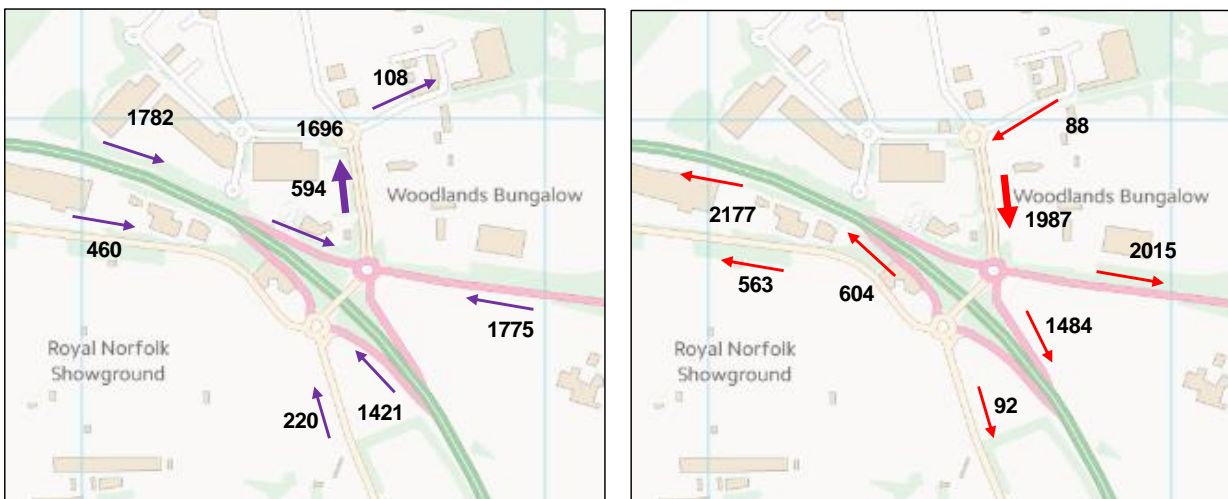 108
1782
1696
594
Woodlands Bungalow
460
1775
Royal Norfolk
Showground
220
1421
88
Woodlands Bungalow
1987
2177
2015
563
604
1484
Royal Norfolk
Showground
92